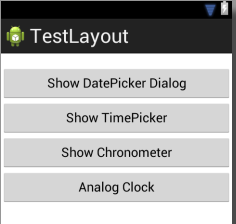 TestLayout
Show DatePicker Dialog
Show TimePicker
Show Chronometer
Analog Clock